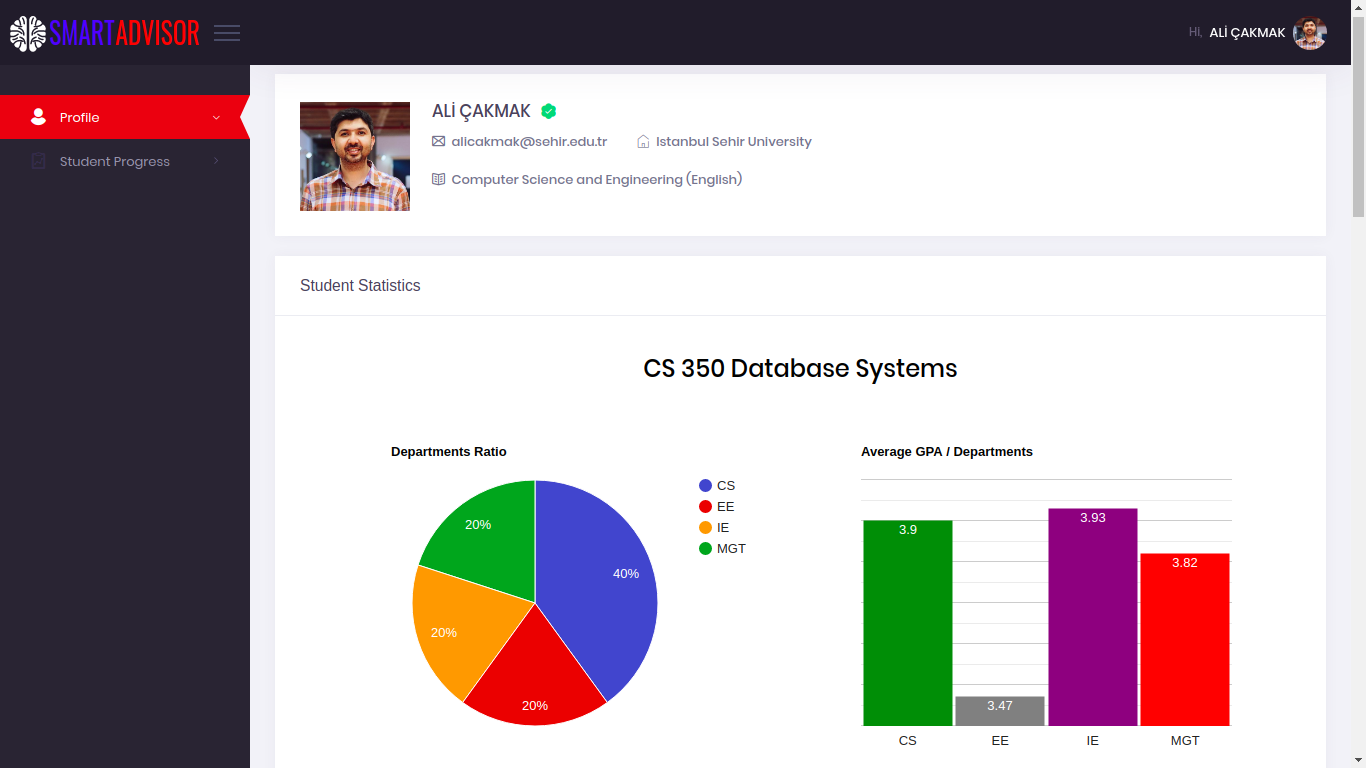 SMARTADVISOR
Hi, ALİ ÇAKMAK
Profile
Student Progress
ALİ ÇAKMAK
alicakmak@sehir.edu.tr Istanbul Sehir University
Computer Science and Engineering (English)
Student Statistics
CS 350 Database Systems
Departments Ratio
CS
EE
IE
MGT
20%
40%
20%
20%
Average GPA / Departments
3.9
3.47
3.93
3.82
CS EE IE MGT